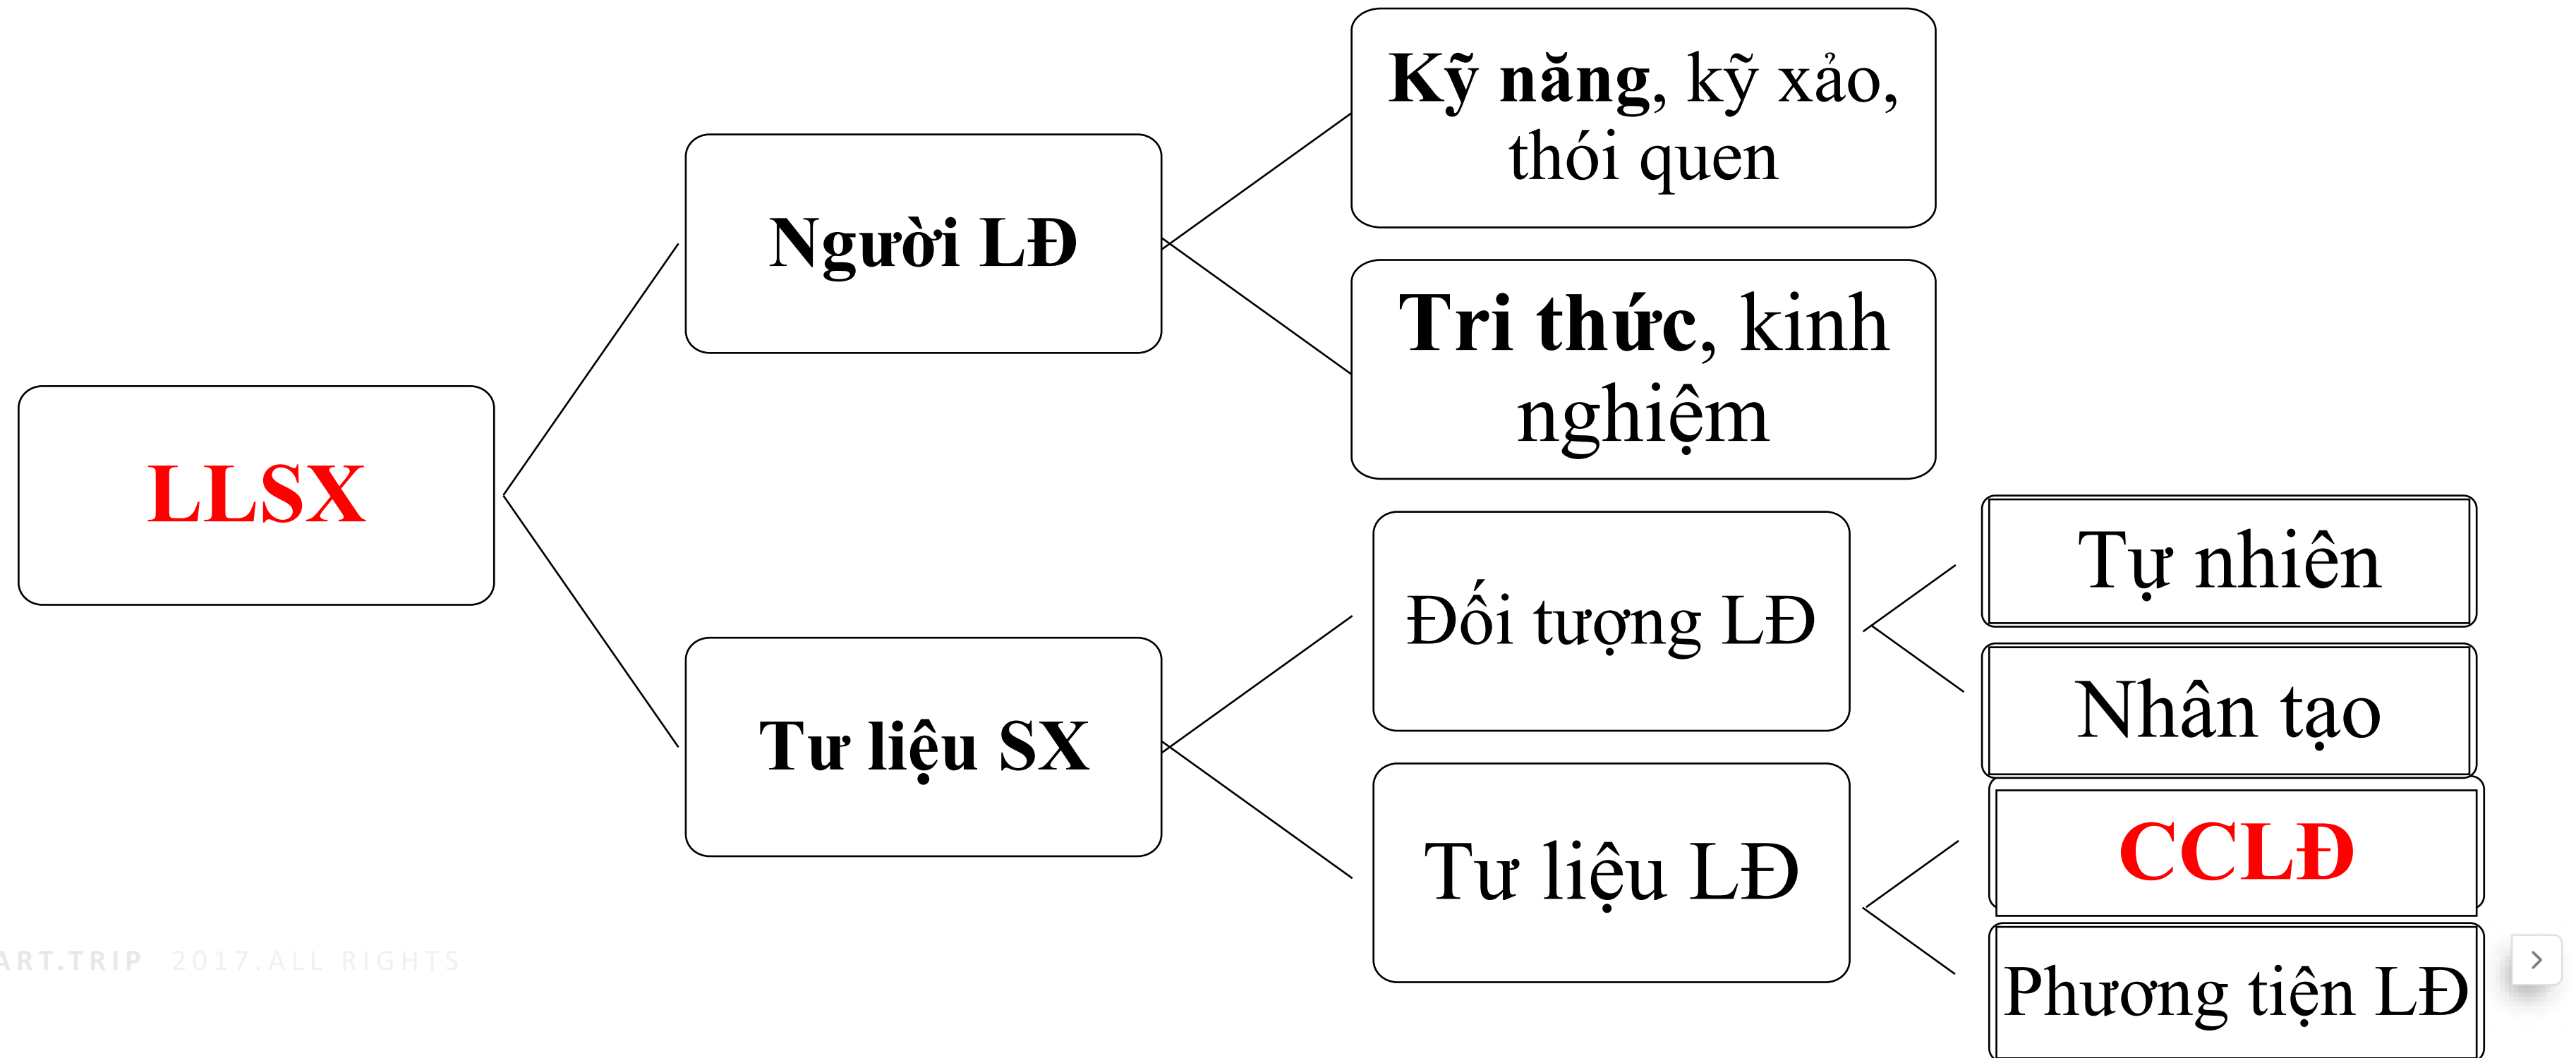 Kỹ năng, kỹ xảo,
thói quen
Người LĐ
Tri thức, kinh
nghiệm
LLSX
Tự nhiên
Đối tượng LĐ
Nhân tạo
Tư liệu SX
CCLĐ
Tư liệu LĐ
Phương tiện LĐ
ART.TRIP 2017.ALL RIGHTS